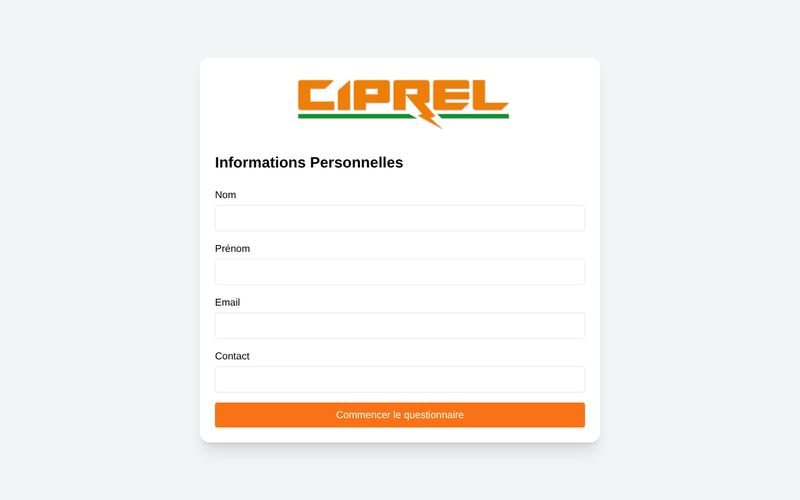 CIPREL
Informations Personnelles
Nom
Prénom
Email
Contact
Commencer le questionnaire